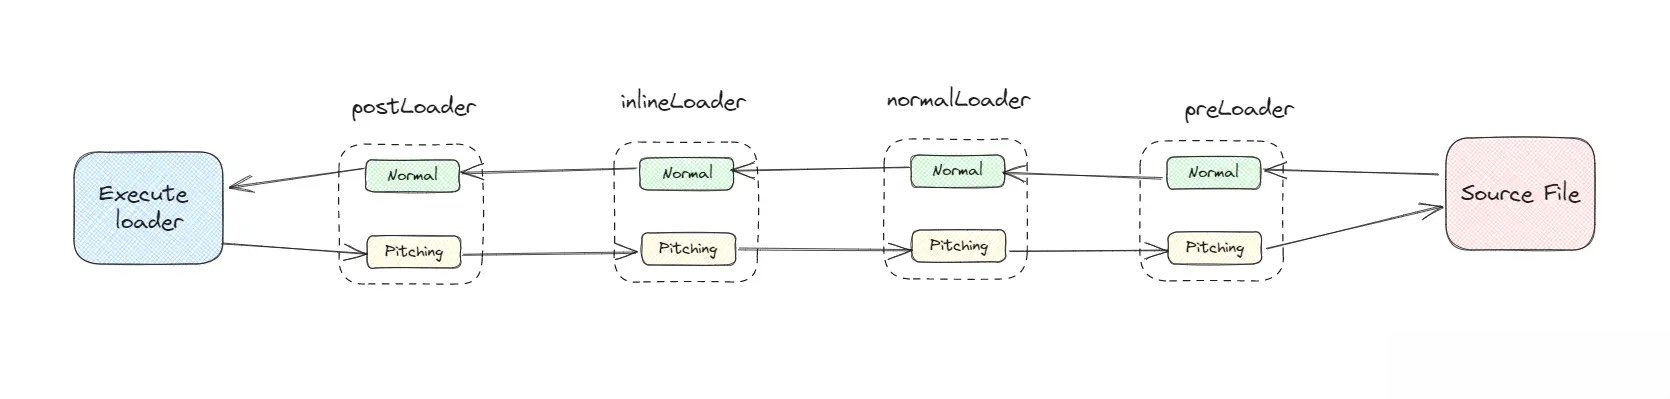 postLoader
inlineLoader
normalLoader
preLoader
Execute
loader
Normal
Normal
Normal
Normal
Source File
Pitching
Pitching
Pitching
Pitching